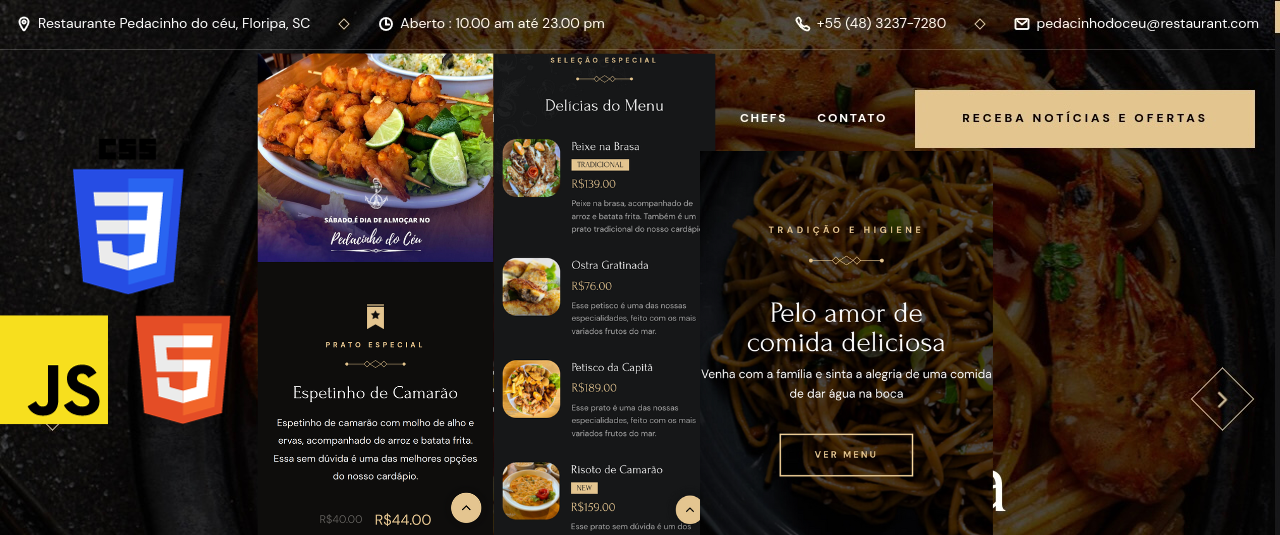 Restaurante Pedacinho do céu, Floripa, SC
Aberto : 10.00 am até 23.00 pm
+55 (48) 3237-7280
pedacinhodoceu@restaurant.com
CHEFS
CONTATO
RECEBA NOTÍCIAS E OFERTAS
CSS
3
JS
5
SÁBADO É DIA DE ALMOÇAR NO
Pedacinho do Céu
PRATO ESPECIAL
Espetinho de Camarão
Espetinho de camarão com molho de alho e
ervas, acompanhado de arroz e batata frita.
Essa sem dúvida é uma das melhores opções
do nosso cardápio.
R$40.00 R$44.00
SELEÇÃO ESPECIAL
Delícias do Menu
Peixe na Brasa
TRADICIONAL
R$139.00
Peixe na brasa, acompanhado de
arroz e batata frita. Também é um
prato tradicional do nosso cardápi
Ostra Gratinada
R$76.00
Esse petisco é uma das nossas
especialidades, feito com os mais
variados frutos do mar.
Petisco da Capitâ
R$189.00
Esse prato é uma das nossas
especialidades, feito com os mais
variados frutos do mar.
Risoto de Camarão
NEW
R$159.00
Esse prato sem dúvida é um dos
TRADIÇÃO E HIGIENE
Pelo amor de
comida deliciosa
Venha com a família e sinta a alegria de uma comida
de dar água na boca
VER MENU
a